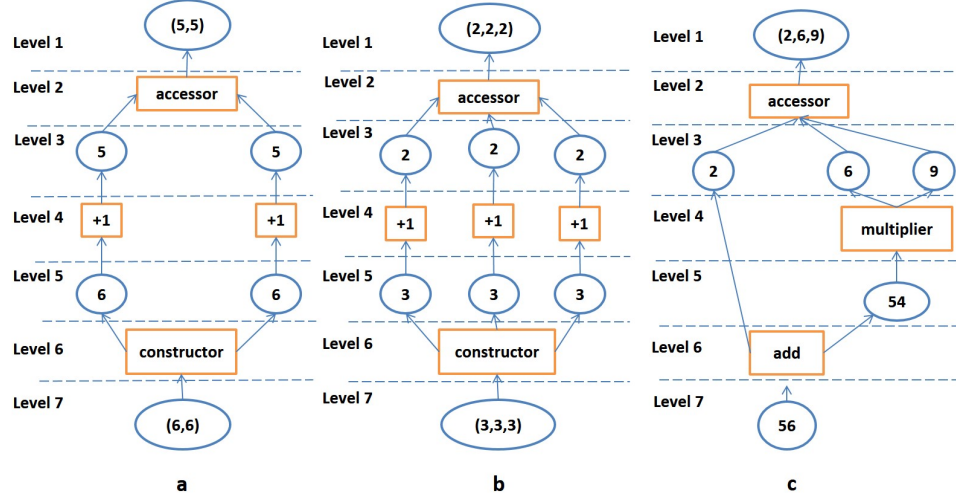 Level 1
(5,5)
Level 2
accessor
Level 3
5
5
Level 4
+1
+1
Level 5
6
6
Level 6
constructor
Level 7
(6,6)
a
Level 1
(2,2,2)
Level 2
accessor
Level 3
2
2
2
Level 4
+1
+1
+1
Level 5
3
3
3
Level 6
constructor
Level 7
(3,3,3)
b
Level 1
(2,6,9)
Level 2
accessor
Level 3
2
6
9
Level 4
multiplier
Level 5
54
Level 6
add
Level 7
56
c